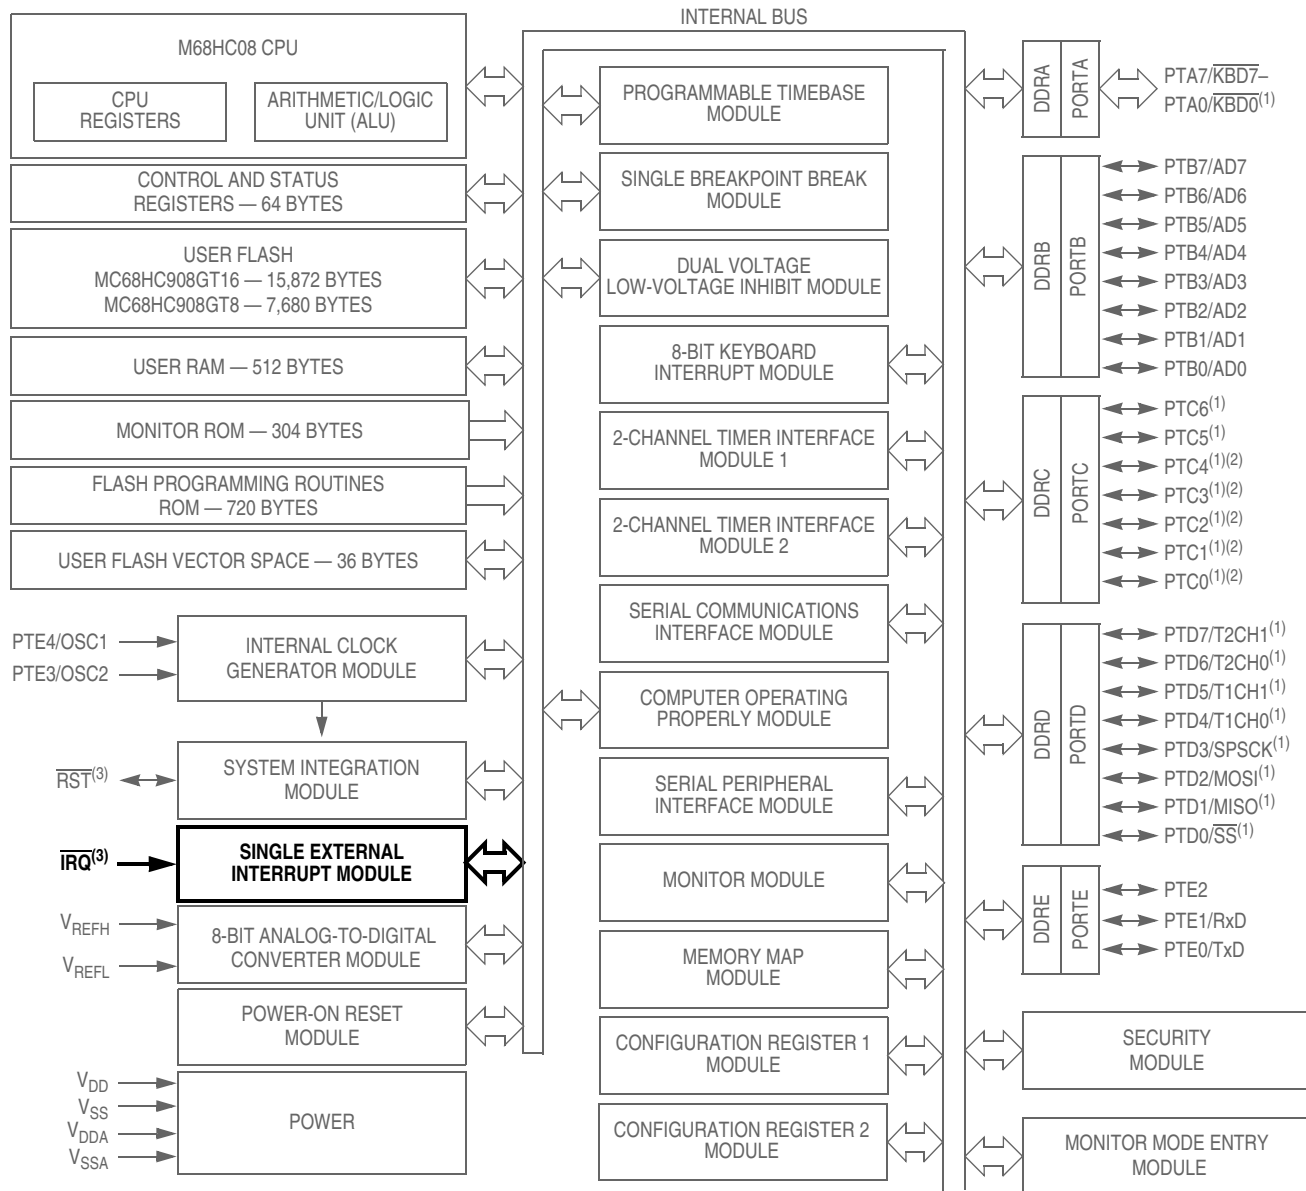 INTERNAL BUS
M68HC08 CPU
CPU
REGISTERS
ARITHMETIC/LOGIC
UNIT (ALU)
CONTROL AND STATUS
REGISTERS — 64 BYTES
USER FLASH
MC68HC908GT16 — 15,872 BYTES
MC68HC908GT8 — 7,680 BYTES
USER RAM — 512 BYTES
MONITOR ROM — 304 BYTES
FLASH PROGRAMMING ROUTINES
ROM — 720 BYTES
USER FLASH VECTOR SPACE — 36 BYTES
PTE4/OSC1
PTE3/OSC2
INTERNAL CLOCK
GENERATOR MODULE
RST(3)
SYSTEM INTEGRATION
MODULE
IRQ(3)
SINGLE EXTERNAL
INTERRUPT MODULE
VREFH
VREFL
8-BIT ANALOG-TO-DIGITAL
CONVERTER MODULE
POWER-ON RESET
MODULE
VDD
VSS
VDDA
VSSA
POWER
PROGRAMMABLE TIMEBASE
MODULE
SINGLE BREAKPOINT BREAK
MODULE
DUAL VOLTAGE
LOW-VOLTAGE INHIBIT MODULE
8-BIT KEYBOARD
INTERRUPT MODULE
2-CHANNEL TIMER INTERFACE
MODULE 1
2-CHANNEL TIMER INTERFACE
MODULE 2
SERIAL COMMUNICATIONS
INTERFACE MODULE
COMPUTER OPERATING
PROPERLY MODULE
SERIAL PERIPHERAL
INTERFACE MODULE
MONITOR MODULE
MEMORY MAP
MODULE
CONFIGURATION REGISTER 1
MODULE
CONFIGURATION REGISTER 2
MODULE
DDRA
PORTA
PTA7/KBD7–
PTA0/KBD0(1)
DDRB
PORTB
PTB7/AD7
PTB6/AD6
PTB5/AD5
PTB4/AD4
PTB3/AD3
PTB2/AD2
PTB1/AD1
PTB0/AD0
DDRC
PORTC
PTC6(1)
PTC5(1)
PTC4(1)(2)
PTC3(1)(2)
PTC2(1)(2)
PTC1(1)(2)
PTC0(1)(2)
DDRD
PORTD
PTD7/T2CH1(1)
PTD6/T2CH0(1)
PTD5/T1CH1(1)
PTD4/T1CH0(1)
PTD3/SPSCK(1)
PTD2/MOSI(1)
PTD1/MISO(1)
PTD0/SS(1)
DDRE
PORTE
PTE2
PTE1/RxD
PTE0/TxD
SECURITY
MODULE
MONITOR MODE ENTRY
MODULE